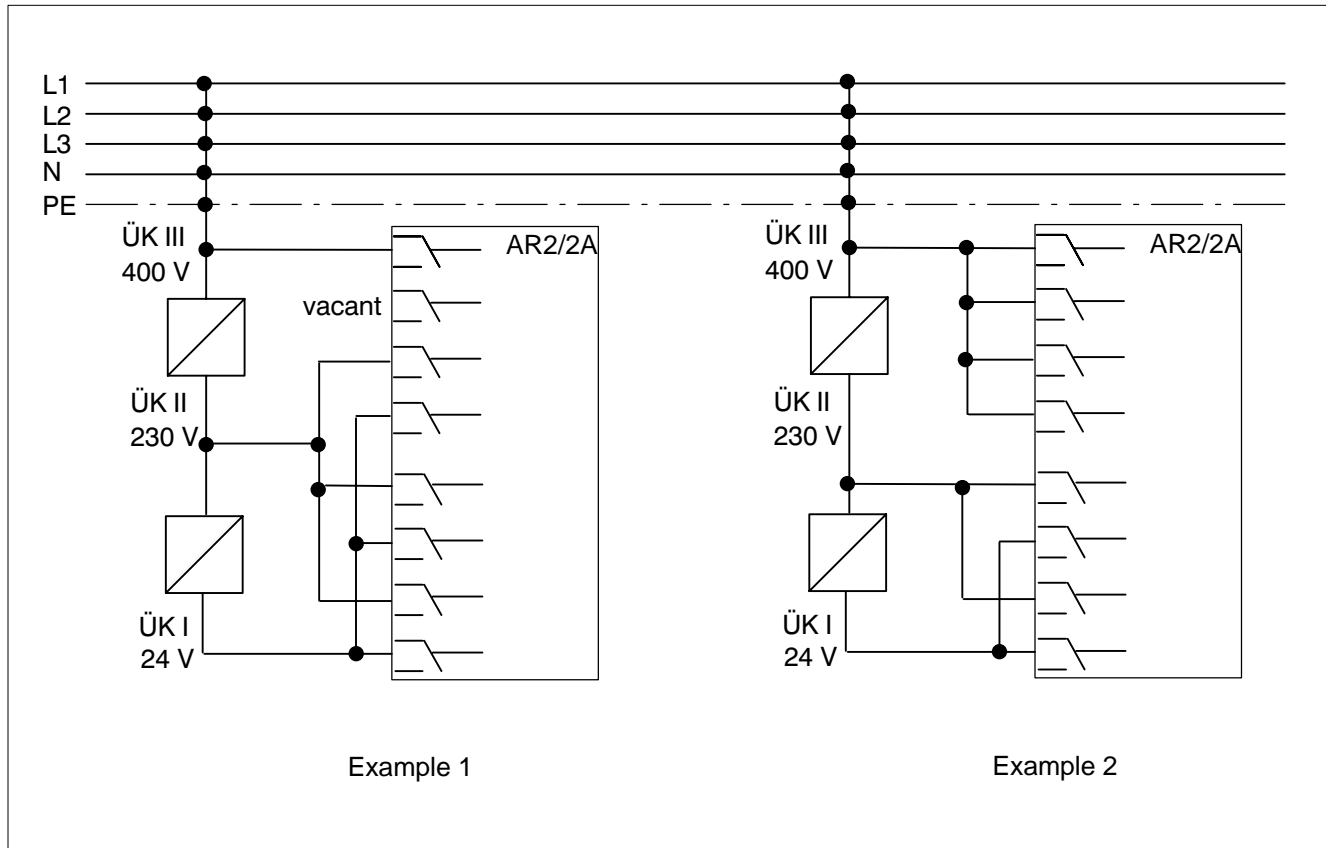 L1
L2
L3
N
PE
ÜK III
400 V
AR2/2A
vacant
ÜK II
230 V
ÜK I
24 V
Example 1
ÜK III
400 V
AR2/2A
ÜK II
230 V
ÜK I
24 V
Example 2